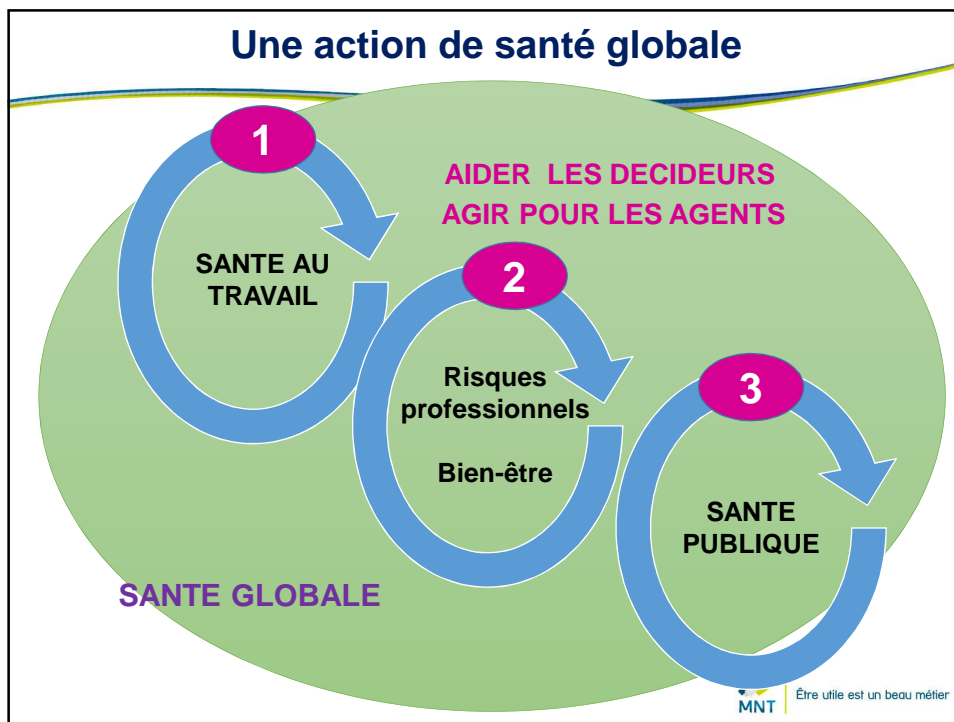 Une action de santé globale
1
AIDER LES DECIDEURS
AGIR POUR LES AGENTS
SANTE AU
TRAVAIL
2
Risques
professionnels
Bien-être
3
SANTE
PUBLIQUE
SANTE GLOBALE
MNT
Être utile est un beau métier